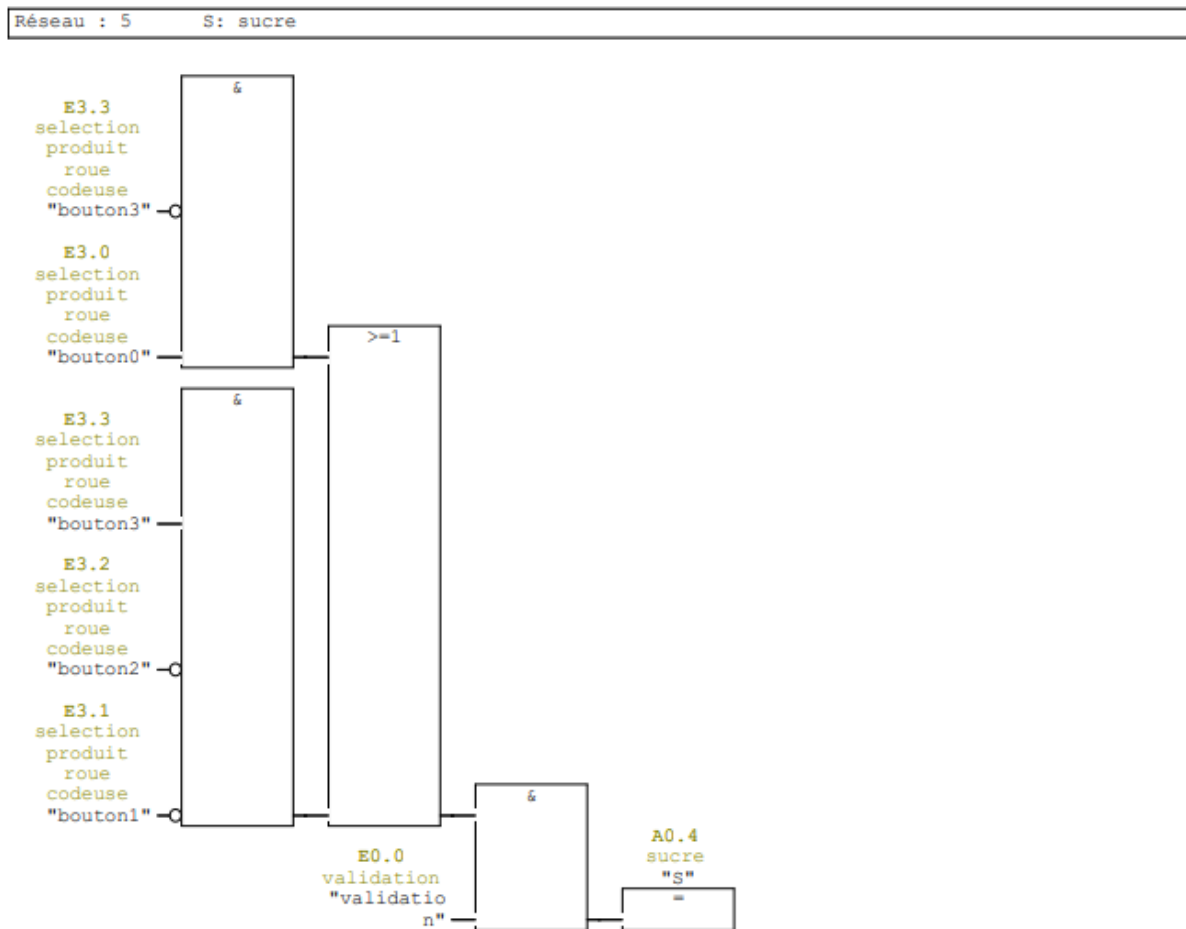 Réseau : 5 S: sucre
&
E3.3
selection
produit
roue
codeuse
"bouton3"
E3.0
selection
produit
roue
codeuse
"bouton0"
>=1
&
E3.3
selection
produit
roue
codeuse
"bouton3"
E3.2
selection
produit
roue
codeuse
"bouton2"
E3.1
selection
produit
roue
codeuse
"bouton1"
&
E0.0
validation
"validatio
n"
A0.4
sucre
"S"
=